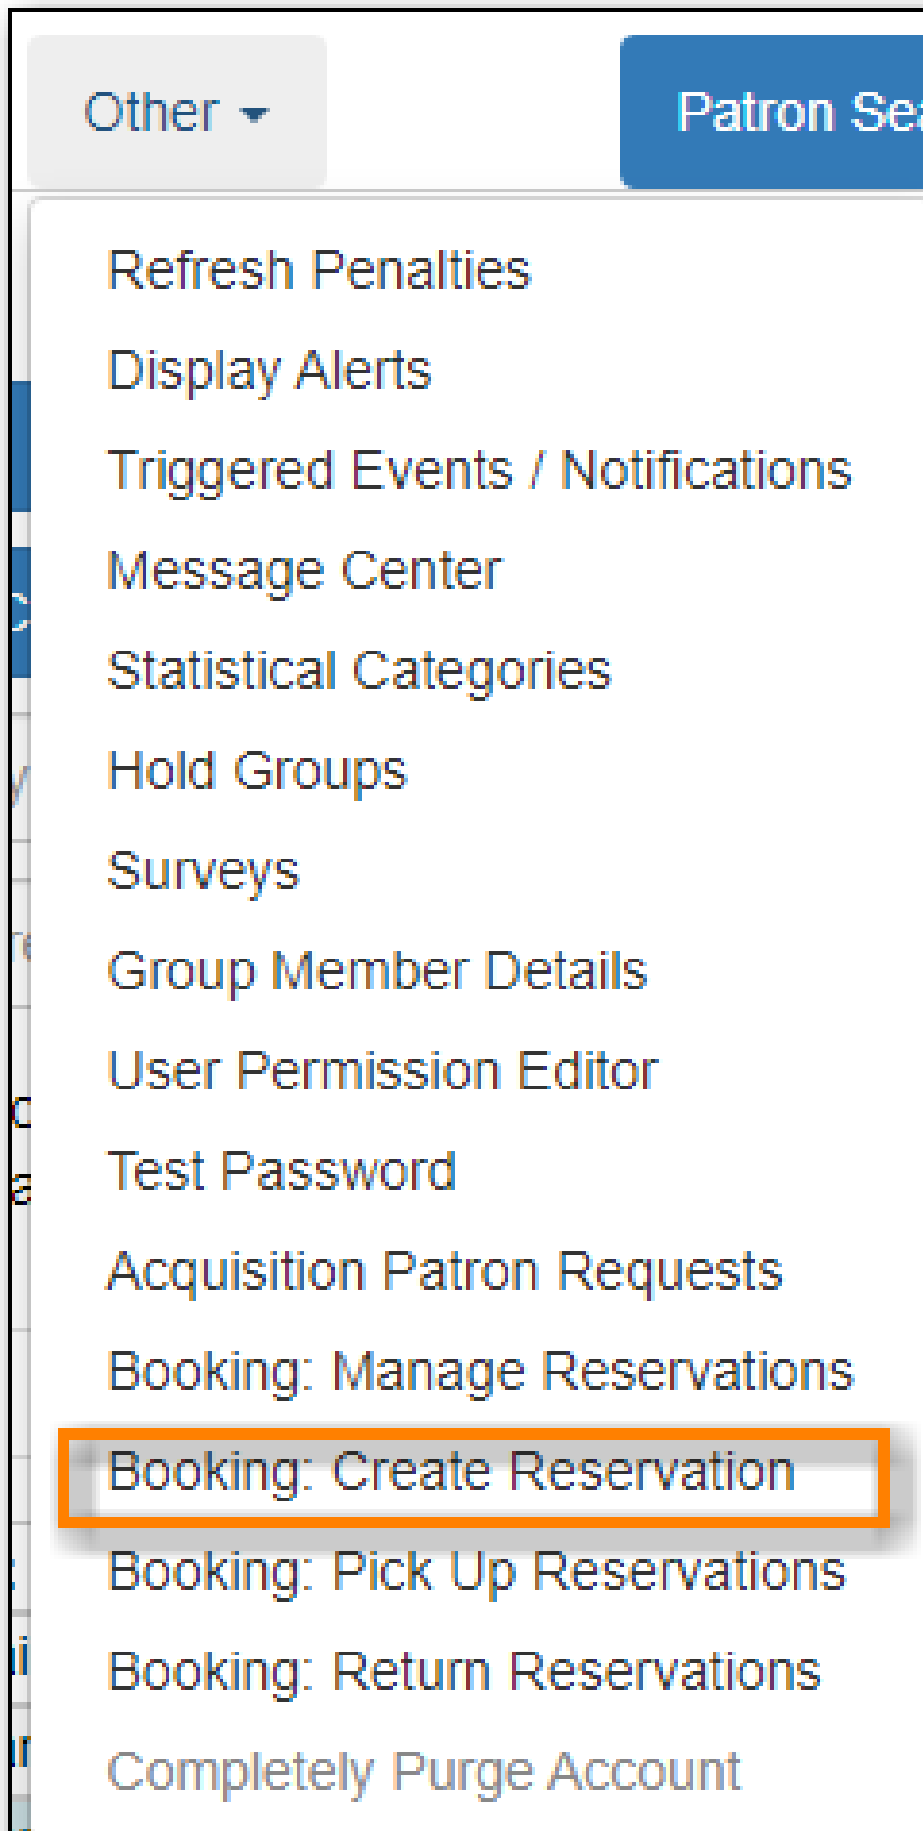 Other
Patron
Refresh Penalties
Display Alerts
Triggered Events / Notifications
Message Center
Statistical Categories
Hold Groups
Surveys
Group Member Details
User Permission Editor
Test Password
Acquisition Patron Requests
Booking: Manage Reservations
Booking: Create Reservation
Booking: Pick Up Reservations
Booking: Return Reservations
Completely Purge Account